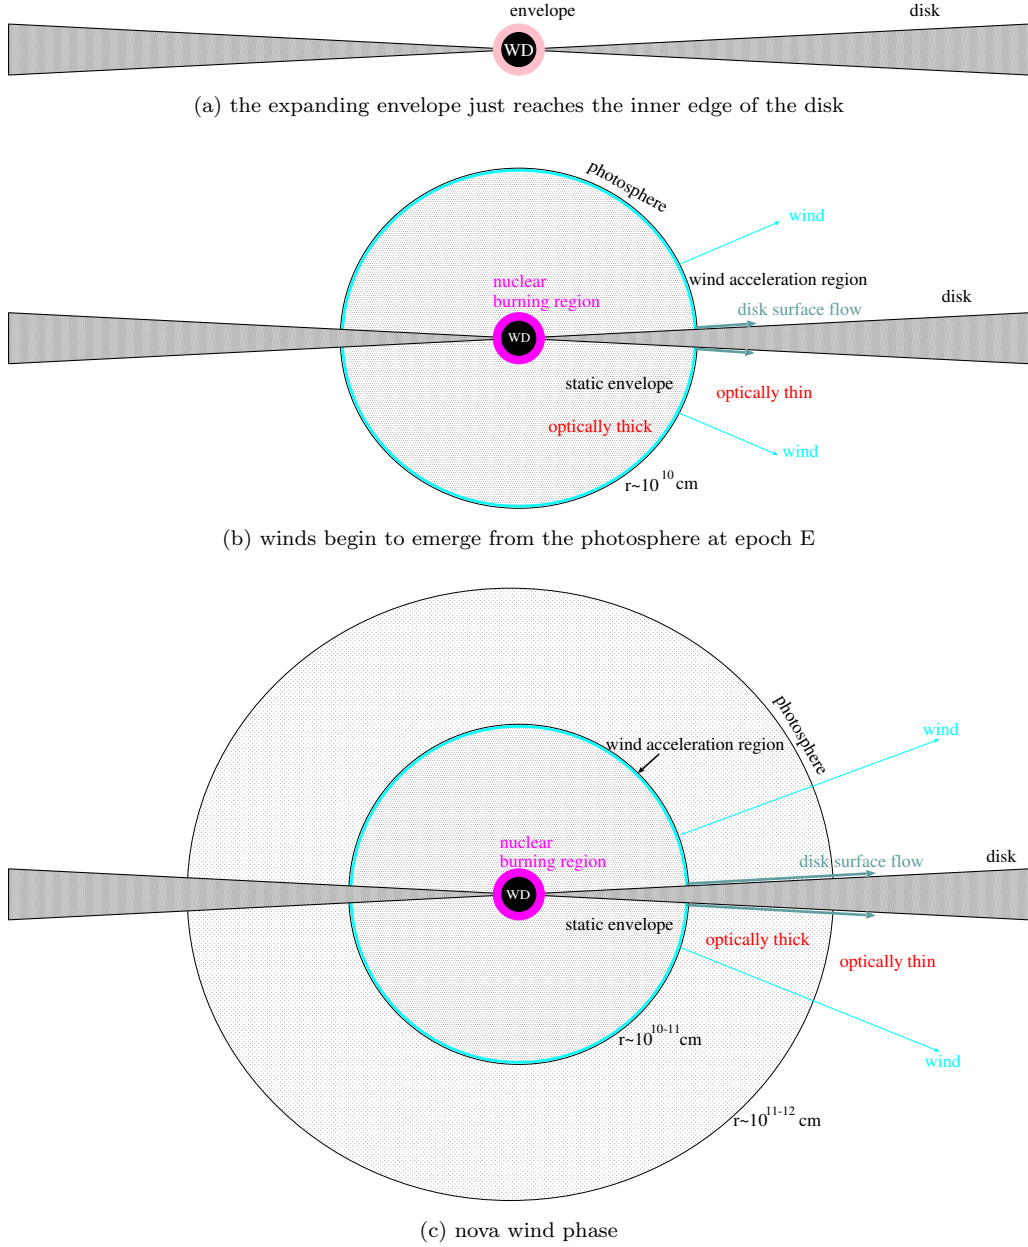 envelope
disk
WD
(a) the expanding envelope just reaches the inner edge of the disk
photosphere
wind
wind acceleration region
nuclear
burning region
disk
disk surface flow
WD
static envelope
optically thin
optically thick
wind
r~10^10 cm
(b) winds begin to emerge from the photosphere at epoch E
photosphere
wind
wind acceleration region
nuclear
burning region
disk surface flow
disk
WD
static envelope
optically thick
optically thin
r~10^10-11 cm
wind
r~10^11-12 cm
(c) nova wind phase